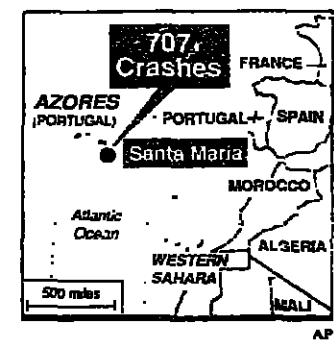 707
Crashes
FRANCE
AZORES
(PORTUGAL)
PORTUGAL
SPAIN
Santa Maria
MOROCCO
Atlantic
Ocean
ALGERIA
WESTERN
SAHARA
500 miles
MALI
AP